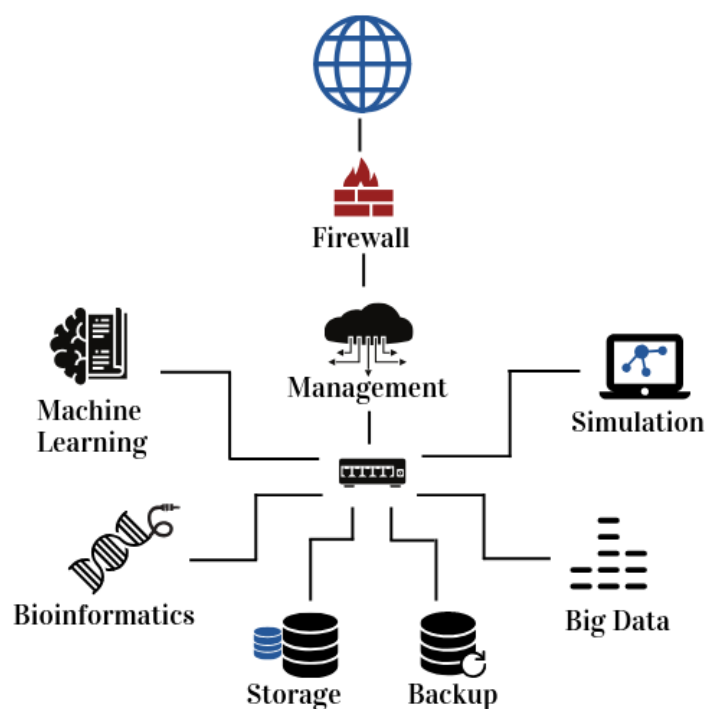 Firewall
Management
Machine
Learning
Simulation
Bioinformatics
Big Data
Storage
Backup